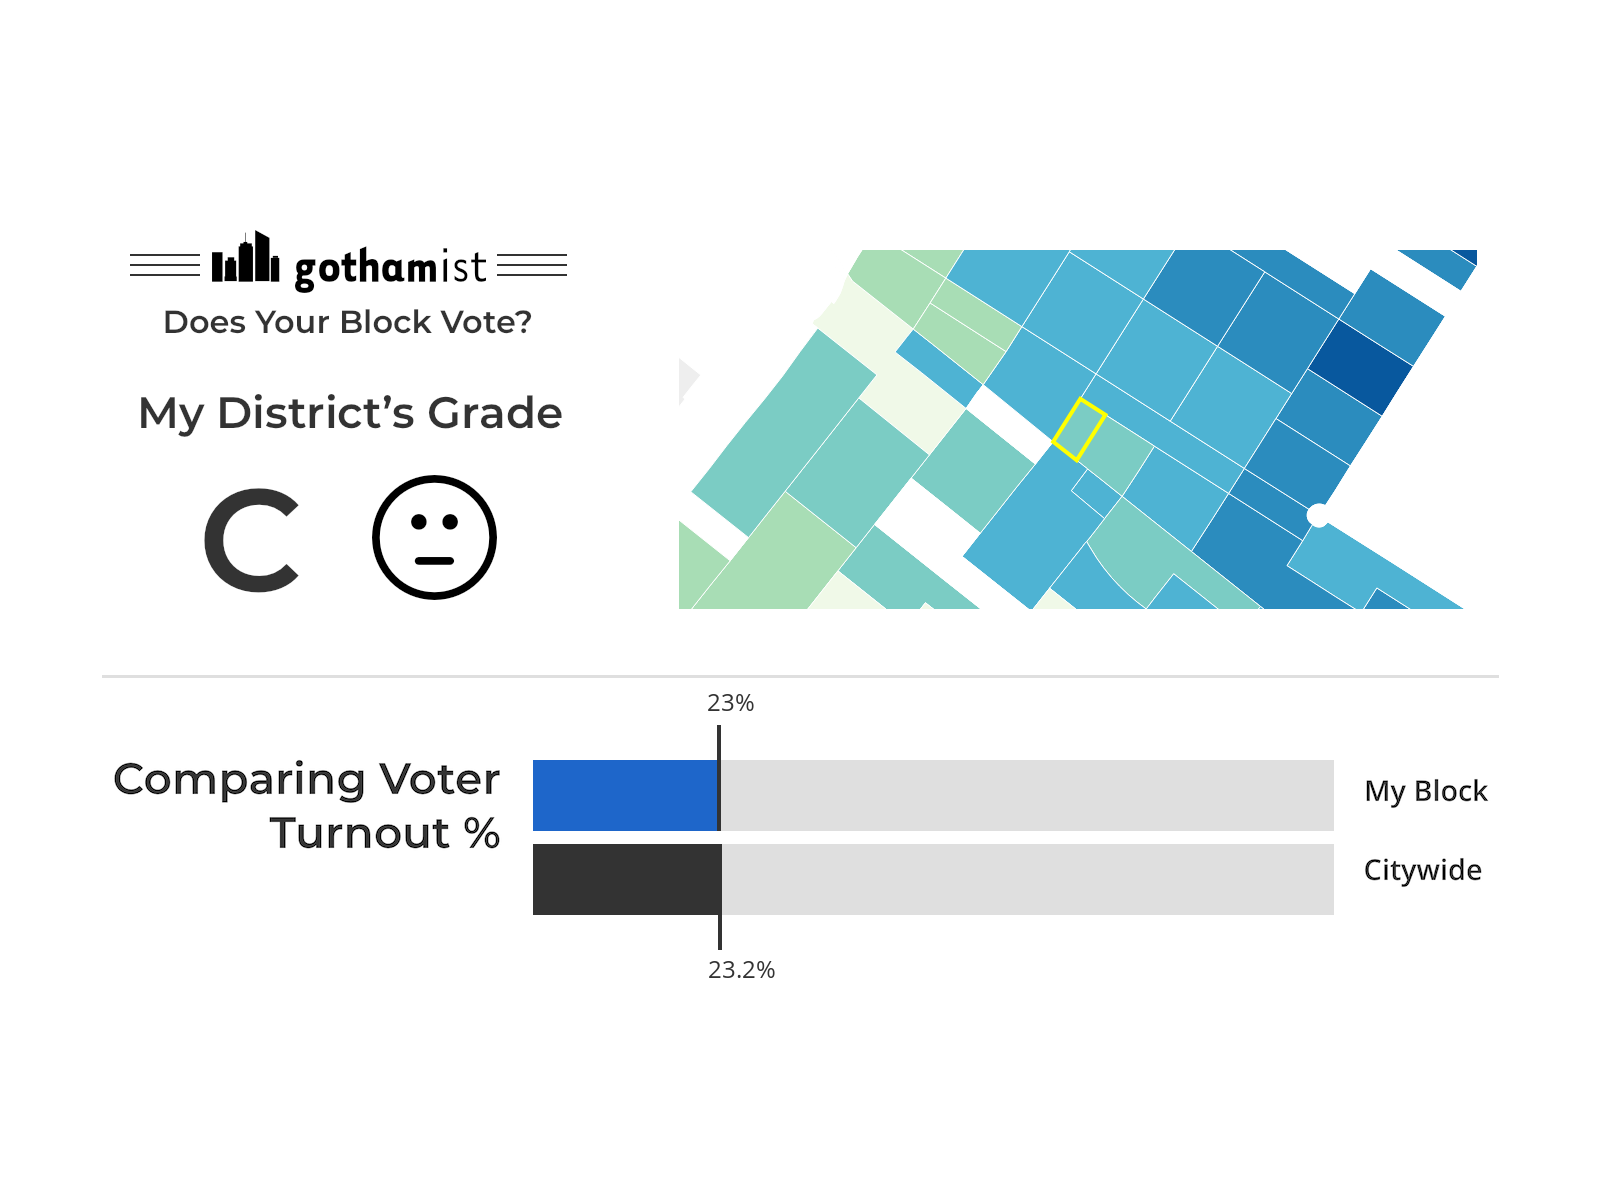 gothamist
Does Your Block Vote?
My District’s Grade
C
23%
Comparing Voter
Turnout %
My Block
Citywide
23.2%